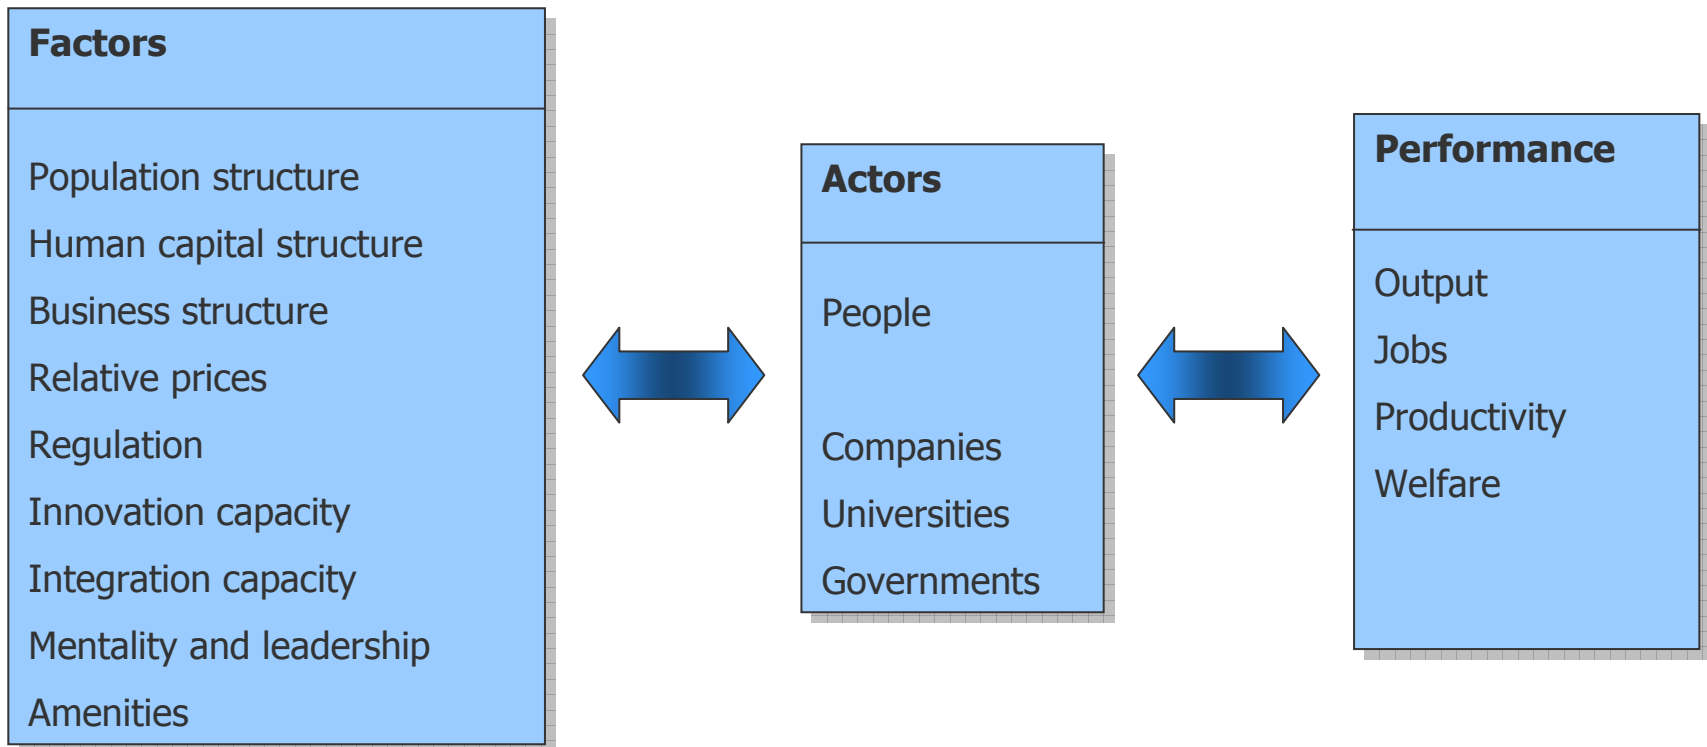 Factors
Population structure
Human capital structure
Business structure
Relative prices
Regulation
Innovation capacity
Integration capacity
Mentality and leadership
Amenities
Actors
People
Companies
Universities
Governments
Performance
Output
Jobs
Productivity
Welfare